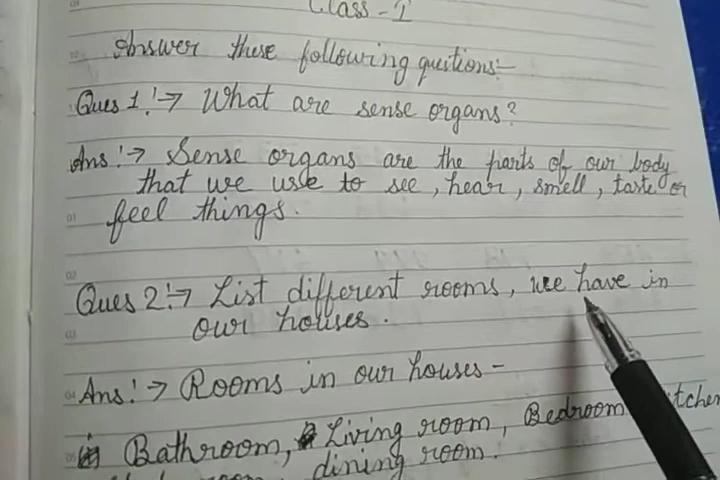 Class - I
Answer these following questions:-
Ques 1:→ What are sense organs?
Ans:→ Sense organs are the parts of our body
that we use to see, hear, smell, taste or
feel things.
Ques 2:→ List different rooms, we have in
our houses.
Ans:→ Rooms in our houses -
Bathroom, Living room, Bedroom
dining room.